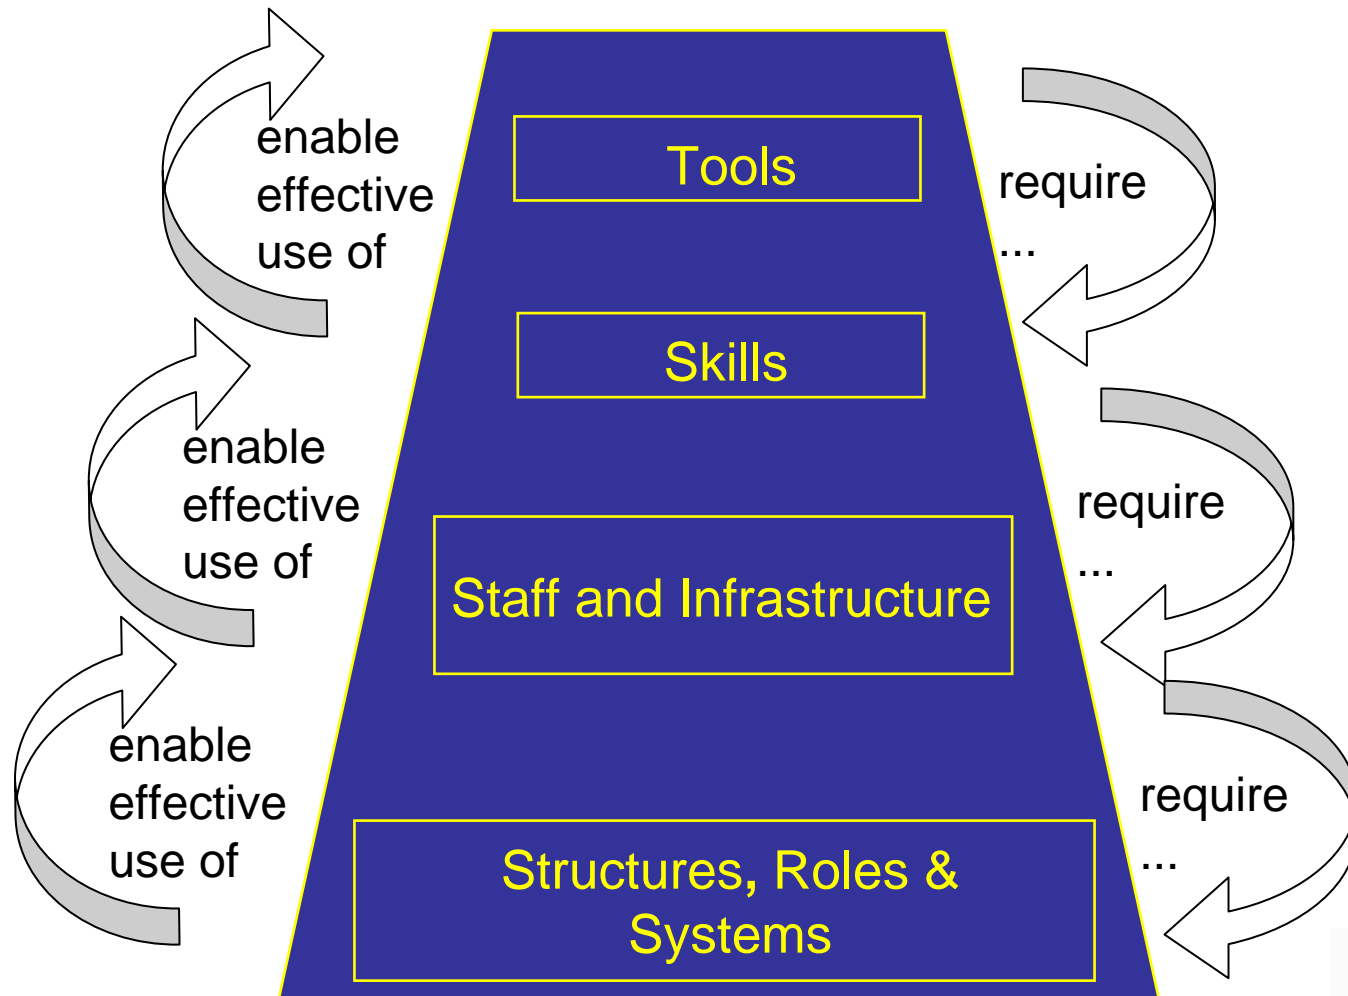 Tools
enable
effective
use of
require
...
Skills
enable
effective
use of
require
...
Staff and Infrastructure
enable
effective
use of
require
...
Structures, Roles &
Systems